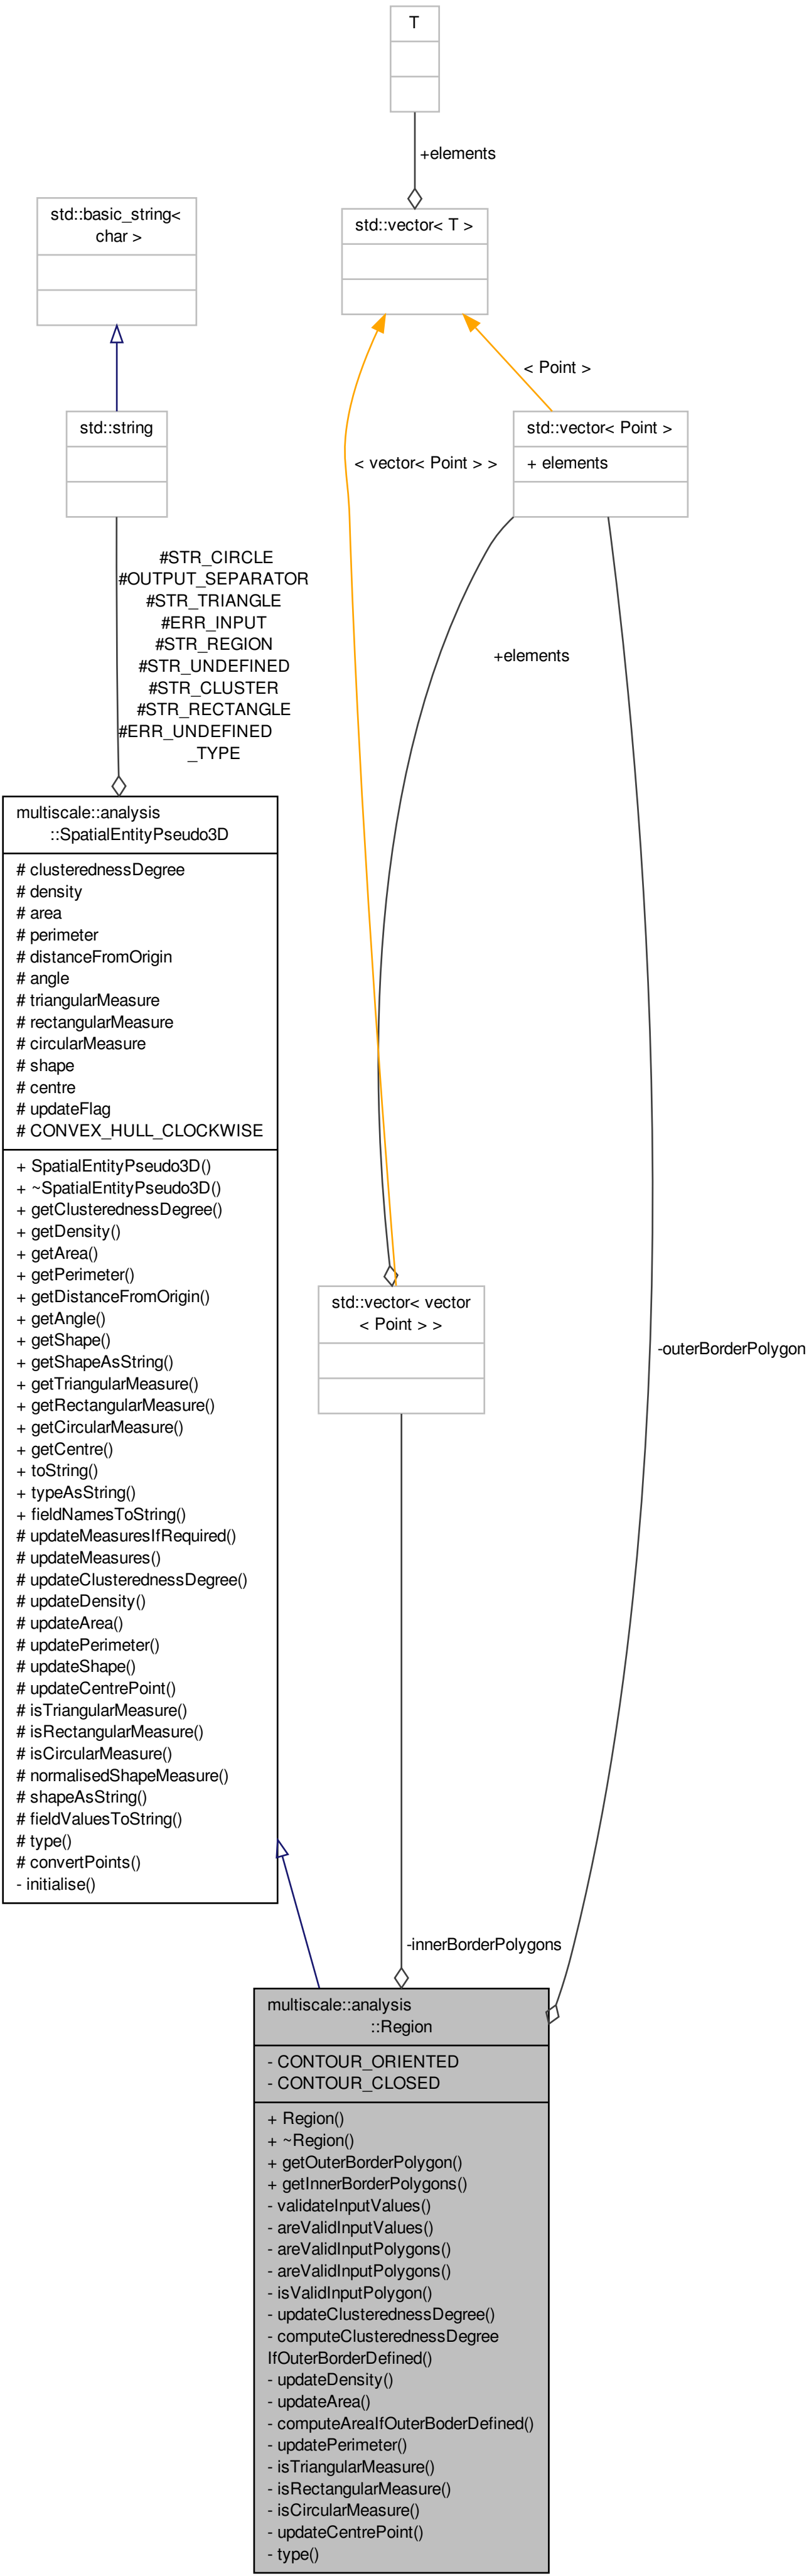 T
+elements
std::basic_string<
char >
std::vector< T >
< Point >
std::string
std::vector< Point >
+ elements
< vector< Point > >
#STR_CIRCLE
#OUTPUT_SEPARATOR
#STR_TRIANGLE
#ERR_INPUT
#STR_REGION
#STR_UNDEFINED
#STR_CLUSTER
#STR_RECTANGLE
#ERR_UNDEFINED
_TYPE
+elements
multiscale::analysis
::SpatialEntityPseudo3D
# clusterednessDegree
# density
# area
# perimeter
# distanceFromOrigin
# angle
# triangularMeasure
# rectangularMeasure
# circularMeasure
# shape
# centre
# updateFlag
# CONVEX_HULL_CLOCKWISE
+ SpatialEntityPseudo3D()
+ ~SpatialEntityPseudo3D()
+ getClusterednessDegree()
+ getDensity()
+ getArea()
+ getPerimeter()
+ getDistanceFromOrigin()
+ getAngle()
+ getShape()
+ getShapeAsString()
+ getTriangularMeasure()
+ getRectangularMeasure()
+ getCircularMeasure()
+ getCentre()
+ toString()
+ typeAsString()
+ fieldNamesToString()
# updateMeasuresIfRequired()
# updateMeasures()
# updateClusterednessDegree()
# updateDensity()
# updateArea()
# updatePerimeter()
# updateShape()
# updateCentrePoint()
# isTriangularMeasure()
# isRectangularMeasure()
# isCircularMeasure()
# normalisedShapeMeasure()
# shapeAsString()
# fieldValuesToString()
# type()
# convertPoints()
- initialise()
std::vector< vector
< Point > >
-outerBorderPolygon
-innerBorderPolygons
multiscale::analysis
::Region
- CONTOUR_ORIENTED
- CONTOUR_CLOSED
+ Region()
+ ~Region()
+ getOuterBorderPolygon()
+ getInnerBorderPolygons()
- validateInputValues()
- areValidInputValues()
- areValidInputPolygons()
- areValidInputPolygons()
- isValidInputPolygon()
- updateClusterednessDegree()
- computeClusterednessDegree
IfOuterBorderDefined()
- updateDensity()
- updateArea()
- computeAreaIfOuterBoderDefined()
- updatePerimeter()
- isTriangularMeasure()
- isRectangularMeasure()
- isCircularMeasure()
- updateCentrePoint()
- type()